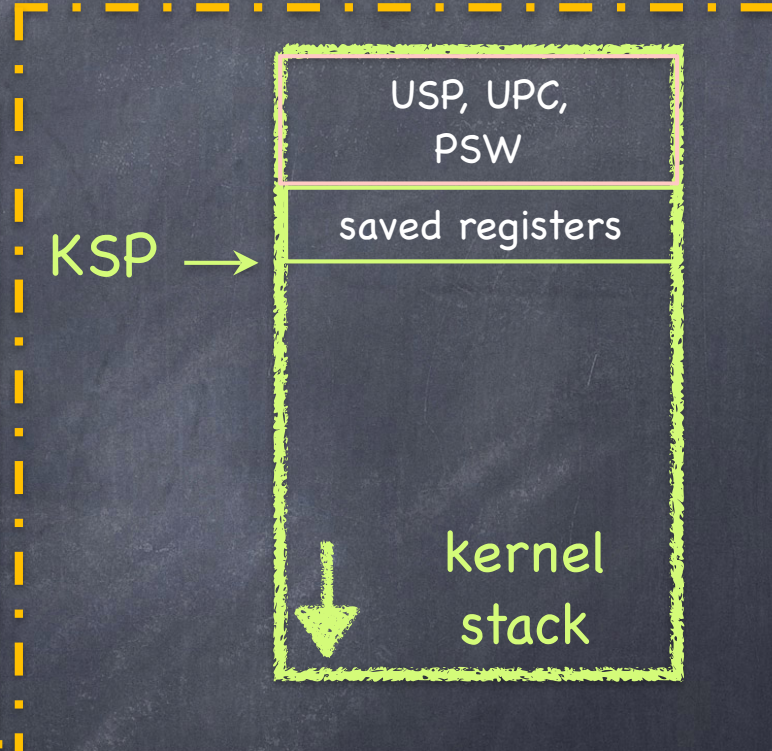 USP, UPC,
PSW
saved registers
KSP
kernel
stack